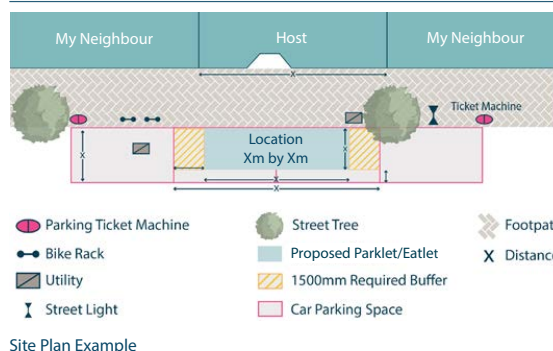 My Neighbour Host My Neighbour
X
Ticket Machine
X
Location
Xm by Xm
X
X
X
Parking Ticket Machine
Street Tree
Footpat
Bike Rack
Proposed Parklet/Eatlet
X Distance
Utility
1500mm Required Buffer
Street Light
Car Parking Space
Site Plan Example